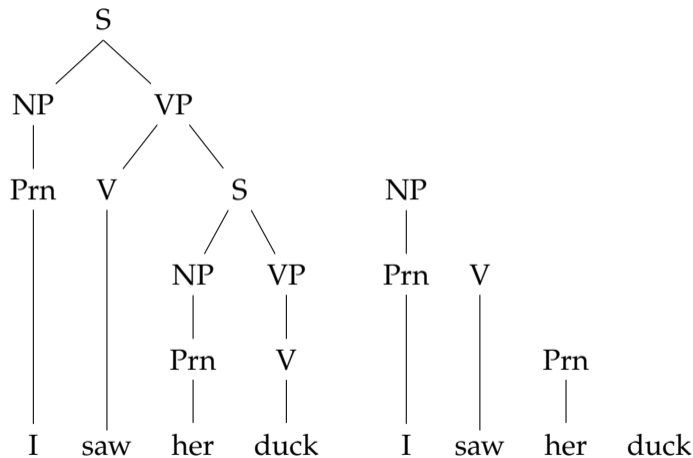 S
NP VP
Prn V S NP
NP VP Prn V
Prn V Prn
I saw her duck I saw her duck